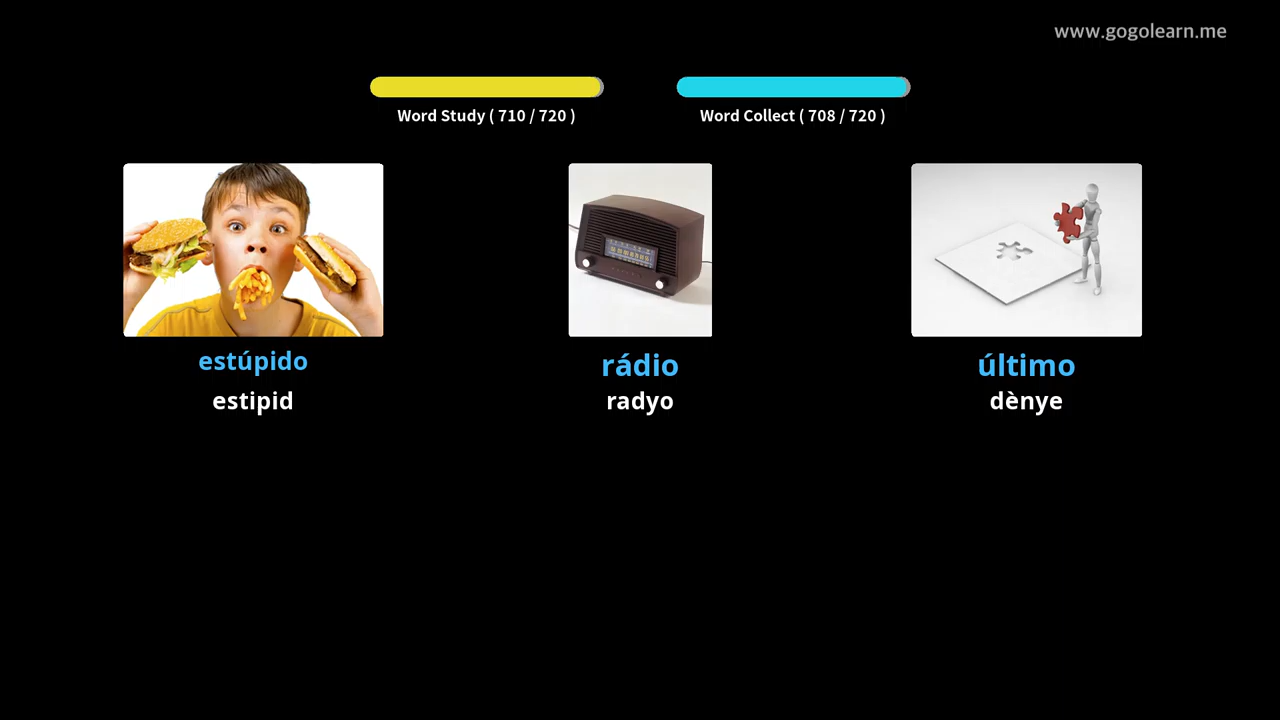 www.gogolearn.me
Word Study ( 710 / 720 )
Word Collect ( 708 / 720 )
estúpido
estipid
rádio
radyo
último
dènye